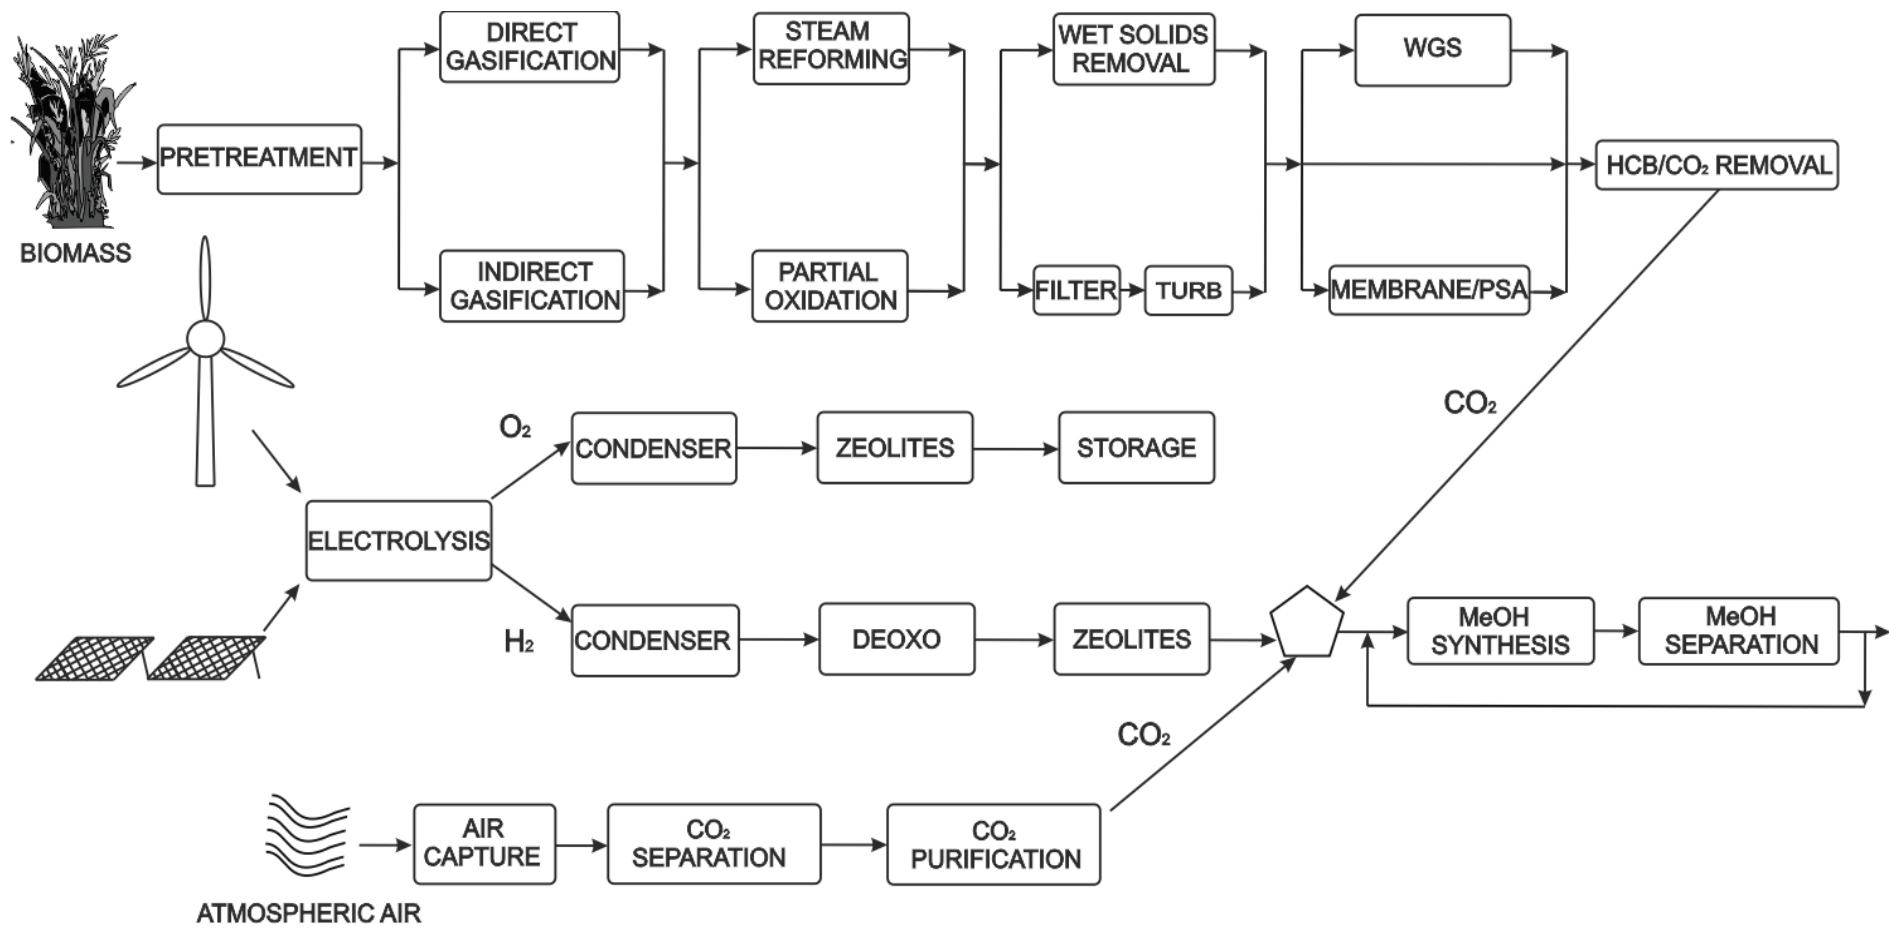 DIRECT
GASIFICATION
STEAM
REFORMING
WET SOLIDS
REMOVAL
WGS
PRETREATMENT
HCB/CO₂ REMOVAL
BIOMASS
INDIRECT
GASIFICATION
PARTIAL
OXIDATION
FILTER
TURB
MEMBRANE/PSA
CO₂
O₂
CONDENSER
ZEOLITES
STORAGE
ELECTROLYSIS
H₂
CONDENSER
DEOXO
ZEOLITES
MeOH
SYNTHESIS
MeOH
SEPARATION
CO₂
AIR
CAPTURE
CO₂
SEPARATION
CO₂
PURIFICATION
ATMOSPHERIC AIR